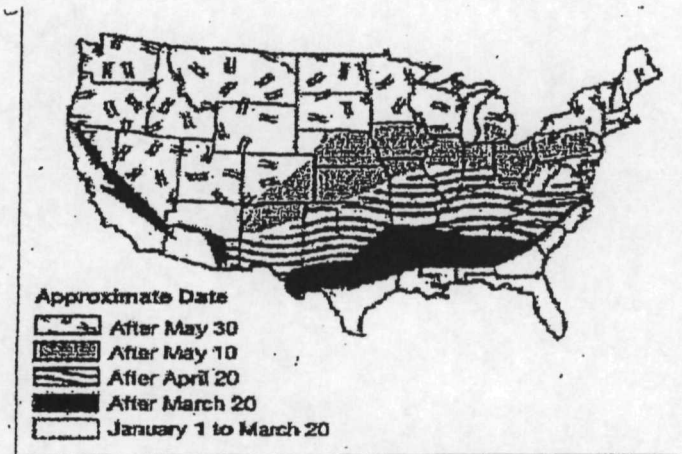 Approximate Date
After May 30
After May 10
After April 20
After March 20
January 1 to March 20